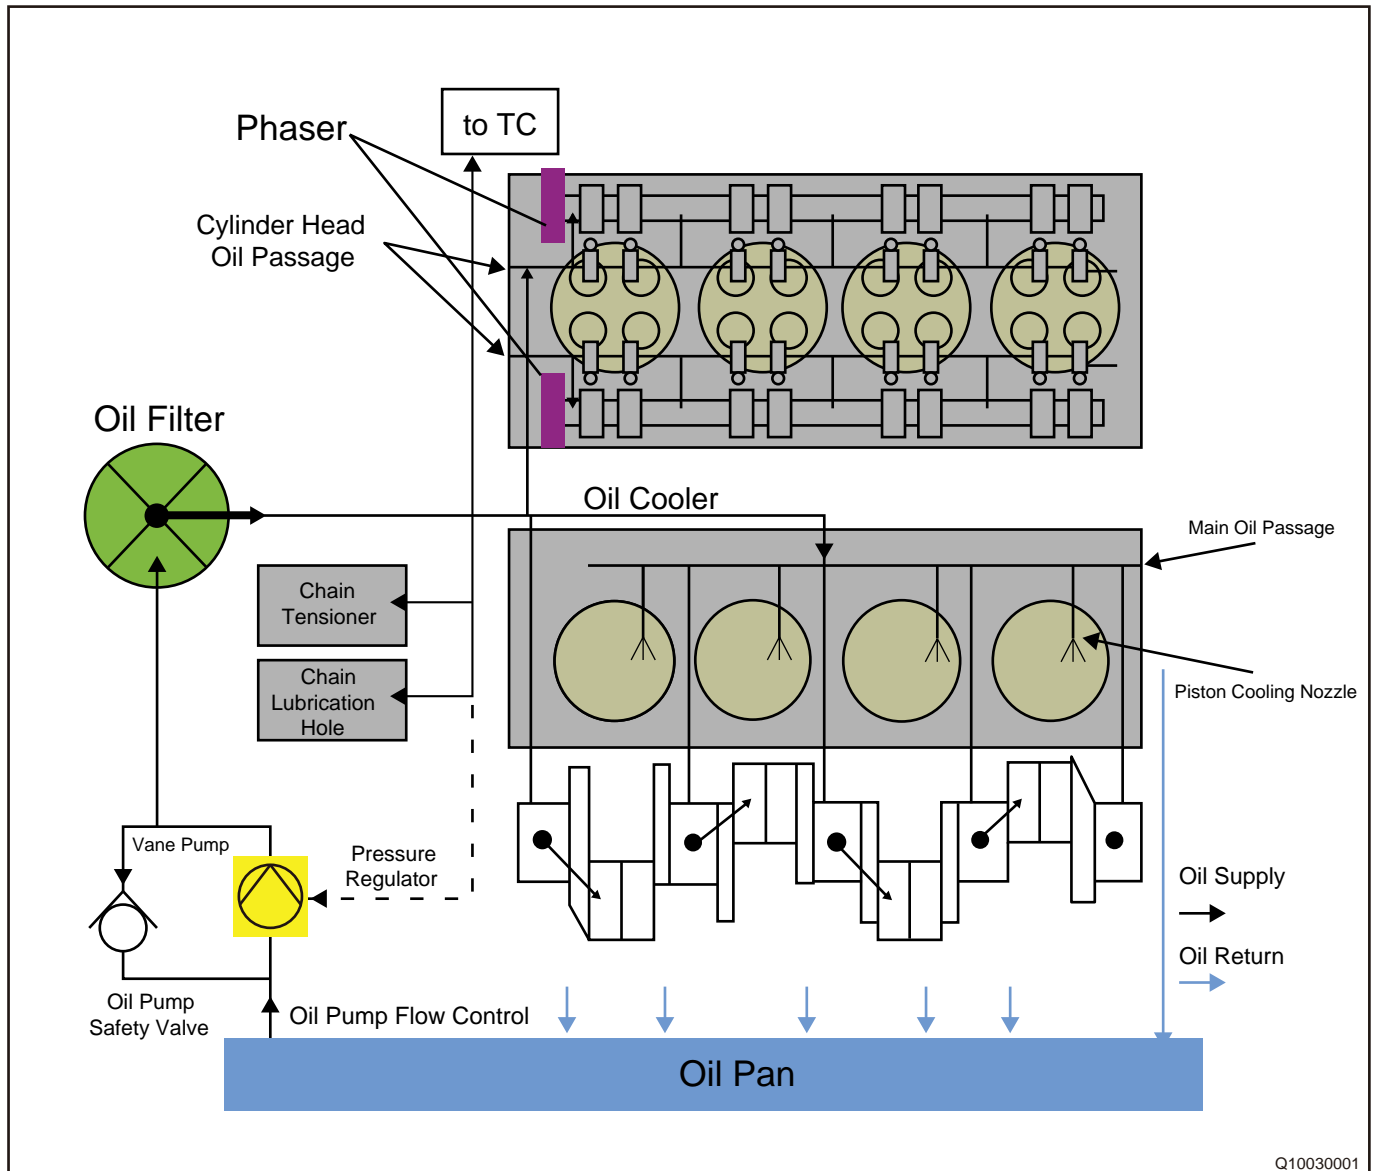 to TC
Phaser
Cylinder Head
Oil Passage
Oil Filter
Oil Cooler
Main Oil Passage
Chain
Tensioner
Chain
Lubrication
Hole
Piston Cooling Nozzle
Vane Pump
Pressure
Regulator
Oil Supply
Oil Return
Oil Pump
Safety Valve
Oil Pump Flow Control
Oil Pan
Q10030001